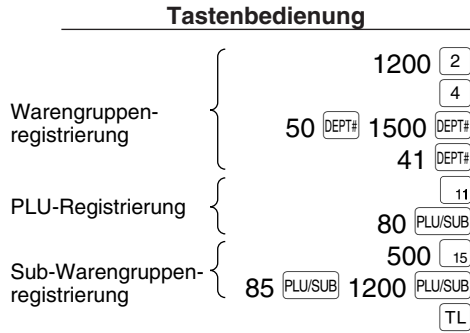 Tastenbedienung
1200 2
4
Warengruppen-
registrierung
50 DEPT# 1500 DEPT#
41 DEPT#
11
PLU-Registrierung
80 PLU/SUB
500 15
Sub-Warengruppen-
registrierung
85 PLU/SUB 1200 PLU/SUB
TL